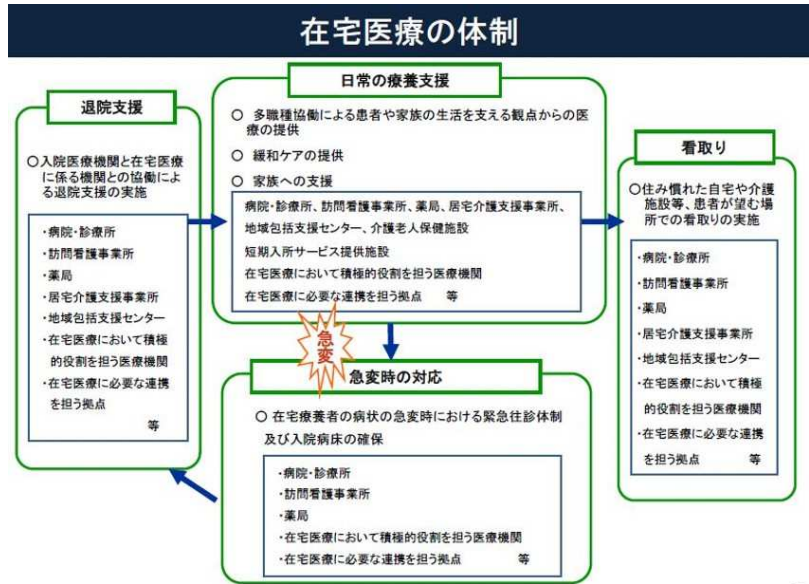 在宅医療の体制
退院支援
○入院医療機関と在宅医療
に係る機関との協働によ
る退院支援の実施
・病院・診療所
・訪問看護事業所
・薬局
・居宅介護支援事業所
・地域包括支援センター
・在宅医療において積極
的役割を担う医療機関
・在宅医療に必要な連携
を担う拠点
等
日常の療養支援
○ 多職種協働による患者や家族の生活を支える観点からの医
療の提供
○ 緩和ケアの提供
○ 家族への支援
病院・診療所、訪問看護事業所、薬局、居宅介護支援事業所、
地域包括支援センター、介護老人保健施設
短期入所サービス提供施設
在宅医療において積極的役割を担う医療機関
在宅医療に必要な連携を担う拠点 等
急変
急変時の対応
○ 在宅療養者の病状の急変時における緊急往診体制
及び入院病床の確保
・病院・診療所
・訪問看護事業所
・薬局
・在宅医療において積極的役割を担う医療機関
・在宅医療に必要な連携を担う拠点 等
看取り
○住み慣れた自宅や介護
施設等、患者が望む場
所での看取りの実施
・病院・診療所
・訪問看護事業所
・薬局
・居宅介護支援事業所
・地域包括支援センター
・在宅医療において積極
的役割を担う医療機関
・在宅医療に必要な連携
を担う拠点 等